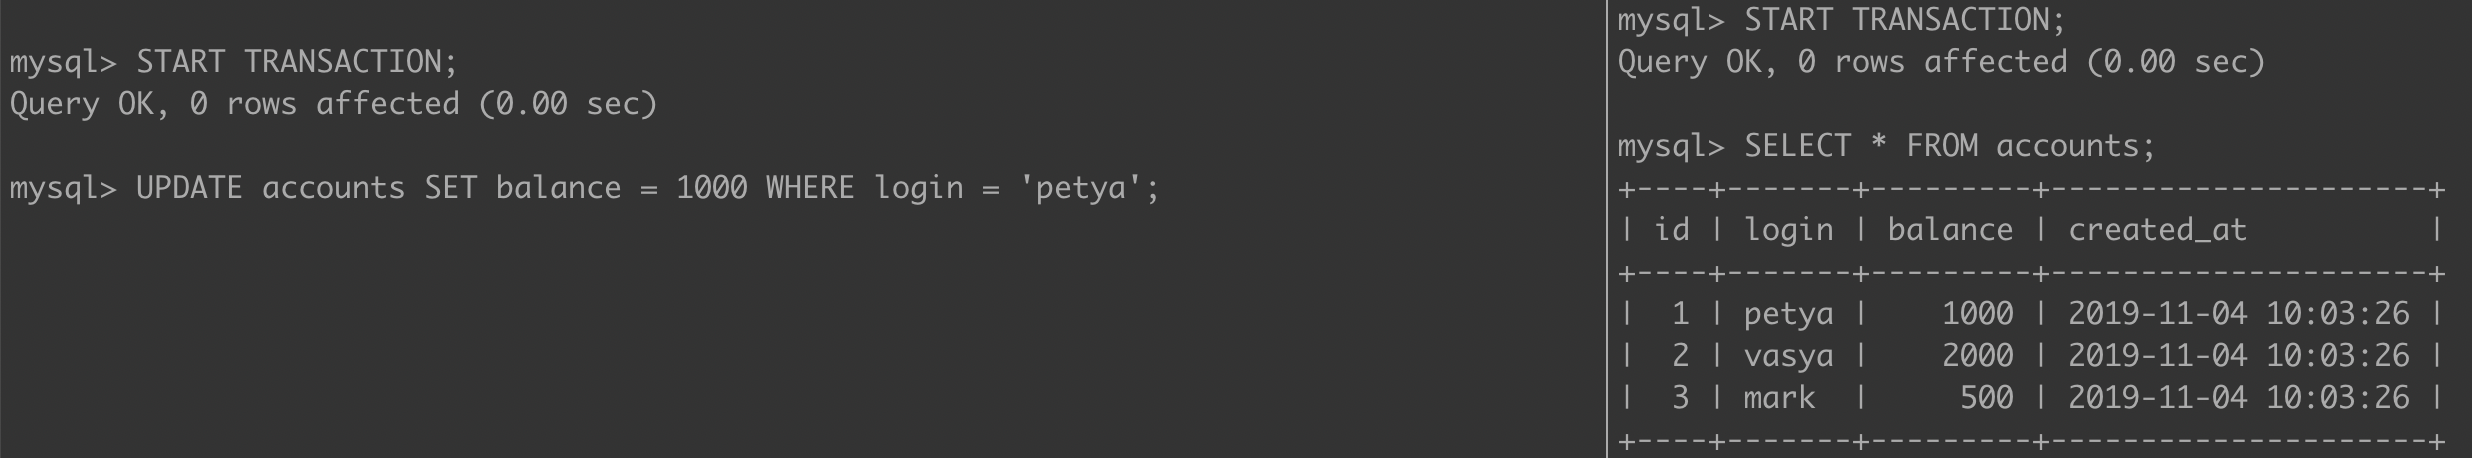 mysql> START TRANSACTION;
Query OK, 0 rows affected (0.00 sec)
mysql> UPDATE accounts SET balance = 1000 WHERE login = 'petya';
mysql> START TRANSACTION;
Query OK, 0 rows affected (0.00 sec)
mysql> SELECT * FROM accounts;
+----+-------+---------+---------------------+
| id | login | balance | created_at          |
+----+-------+---------+---------------------+
|  1 | petya |    1000 | 2019-11-04 10:03:26 |
|  2 | vasya |    2000 | 2019-11-04 10:03:26 |
|  3 | mark  |     500 | 2019-11-04 10:03:26 |
+----+-------+---------+---------------------+